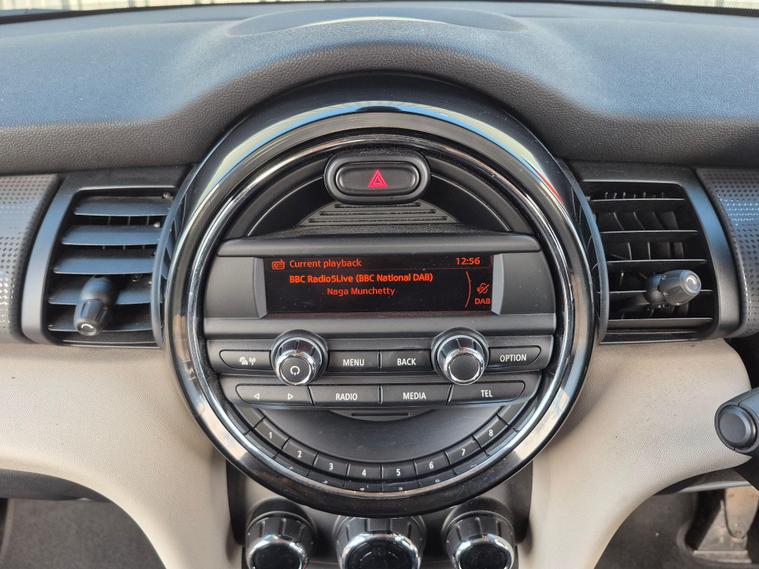 Current playback 12:56
BBC Radio5Live (BBC National DAB)
Naga Munchetty
DAB
MENU BACK OPTION
RADIO MEDIA TEL
1 2 3 4 5 6 7 8